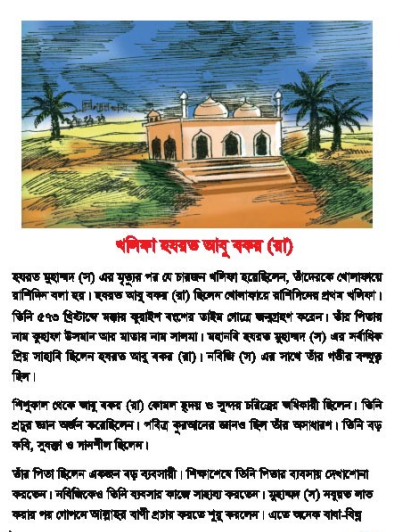 খলিফা হযরত আবু বকর (রা)
হযরত মুহাম্মদ (স) এর মৃত্যুর পর যে চারজন খলিফা হয়েছিলেন, তাঁদেরকে খোলাফায়ে
রাশিদিন বলা হয়। হযরত আবু বকর (রা) ছিলেন খোলাফায়ে রাশিদিনের প্রথম খলিফা।
তিনি ৫৭৩ খ্রিস্টাব্দে মক্কায় কুরাইশ বংশের তাইম গোত্রে জন্মগ্রহণ করেন। তাঁর পিতার
নাম কুহাফা উসমান আর মাতার নাম সালমা। মহানবি হযরত মুহাম্মদ (স) এর সর্বাধিক
প্রিয় সাহাবি ছিলেন হযরত আবু বকর (রা)। নবিজি (স) এর সাথে তাঁর গভীর বন্ধুত্ব
ছিল।
শিশুকাল থেকে আবু বকর (রা) কোমল হৃদয় ও সুন্দর চরিত্রের অধিকারী ছিলেন। তিনি
প্রচুর জ্ঞান অর্জন করেছিলেন। পবিত্র কুরআনের জ্ঞানও ছিল তাঁর অসাধারণ। তিনি বড়
কবি, সুবক্তা ও দানশীল ছিলেন।
তাঁর পিতা ছিলেন একজন বড় ব্যবসায়ী। শিক্ষাশেষে তিনি পিতার ব্যবসায় দেখাশোনা
করতেন। নবিজিকেও তিনি ব্যবসার কাজে সাহায্য করতেন। মুহাম্মদ (স) নবুয়ত লাভ
করার পর গোপনে আল্লাহর বাণী প্রচার করতে শুরু করলেন। এতে অনেক বাধা-বিঘ্ন